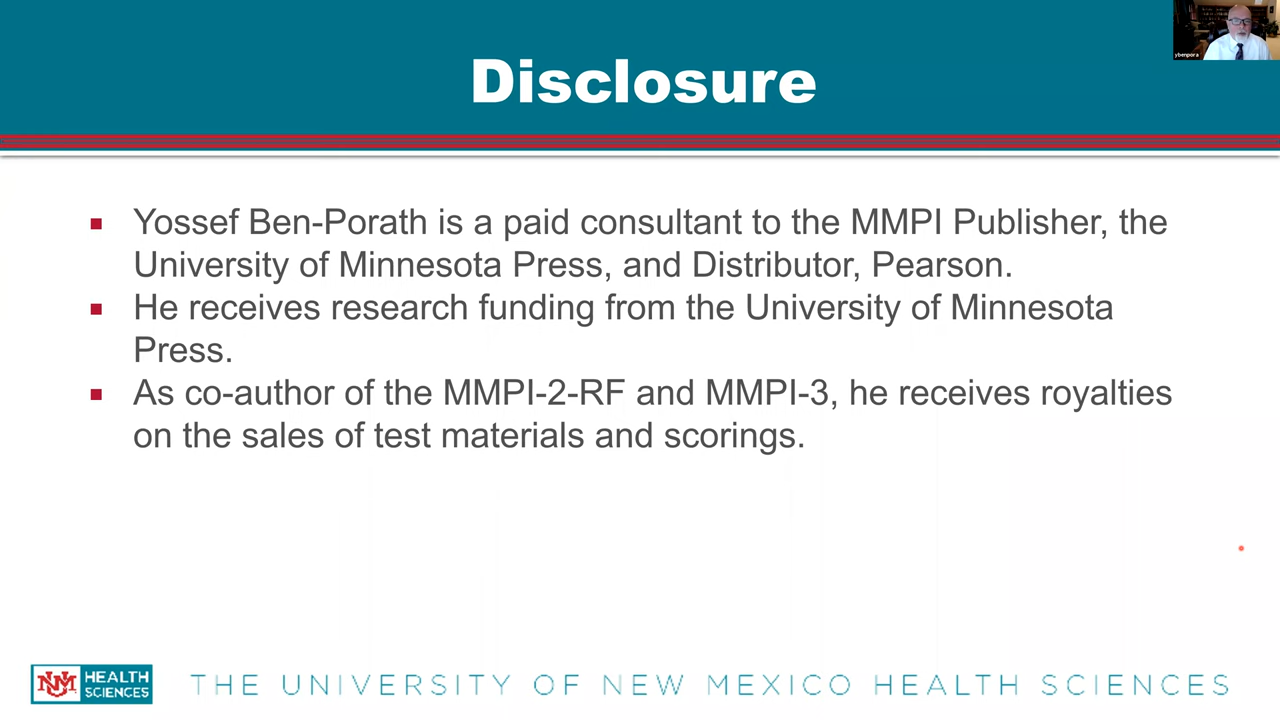 ybenpora
Disclosure
Yossef Ben-Porath is a paid consultant to the MMPI Publisher, the
University of Minnesota Press, and Distributor, Pearson.
He receives research funding from the University of Minnesota
Press.
As co-author of the MMPI-2-RF and MMPI-3, he receives royalties
on the sales of test materials and scorings.
UNM HEALTH
SCIENCES
THE UNIVERSITY OF NEW MEXICO HEALTH SCIENCES